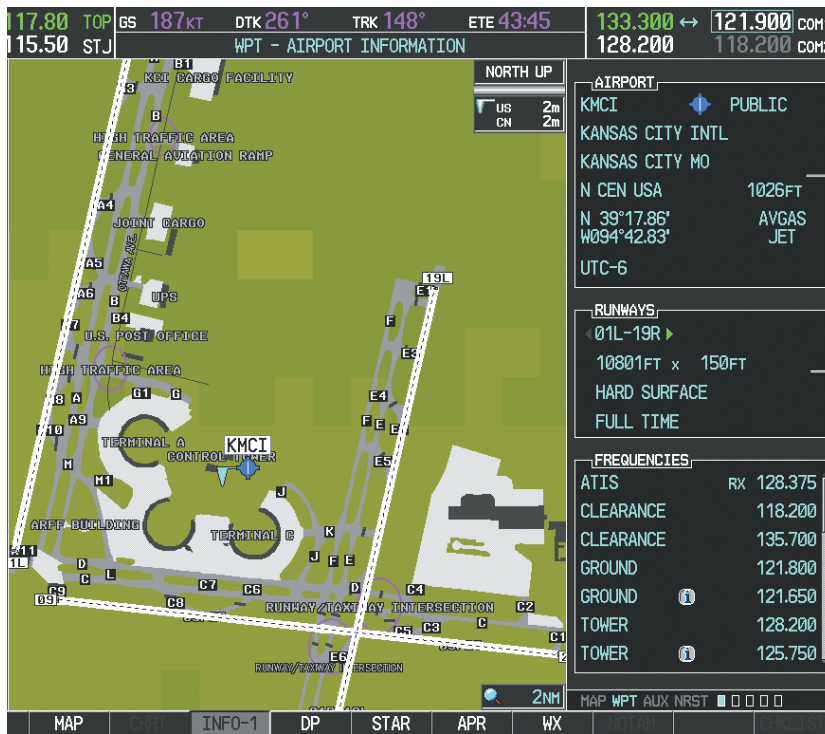 117.80 TOP GS 187KT DTK 261° TRK 148° ETE 43:45 133.300 ↔ 121.900 COM
115.50 STJ WPT - AIRPORT INFORMATION 128.200 118.200 COM
NORTH UP
US 2m
CN 2m
B1
KCI CARGO FACILITY
B
HIGH TRAFFIC AREA
GENERAL AVIATION RAMP
A4
JOINT CARGO
OTTAWA AVE.
A5
A6
B
UPS
B4
U.S. POST OFFICE
HIGH TRAFFIC AREA
A
G1 G
A9
TERMINAL A
KMCI
CONTROL TOWER
M
M1
J
ARFF BUILDING
TERMINAL C
K
J F E
19L
E1
F
E3
E4
F E
E5
A11
1L
D
C L
C7
C6
D
C4
C9
09
C8
RUNWAY/TAXIWAY INTERSECTION
C2
C5 C3
C
C1
E6
RUNWAY/TAXIWAY INTERSECTION
2NM
AIRPORT
KMCI PUBLIC
KANSAS CITY INTL
KANSAS CITY MO
N CEN USA 1026FT
N 39°17.86' AVGAS
W094°42.83' JET
UTC-6
RUNWAYS
01L-19R
10801FT x 150FT
HARD SURFACE
FULL TIME
FREQUENCIES
ATIS RX 128.375
CLEARANCE 118.200
CLEARANCE 135.700
GROUND 121.800
GROUND 121.650
TOWER 128.200
TOWER 125.750
MAP WPT AUX NRST
MAP CHRT INFO-1 DP STAR APR WX NOTAM CHKLIST